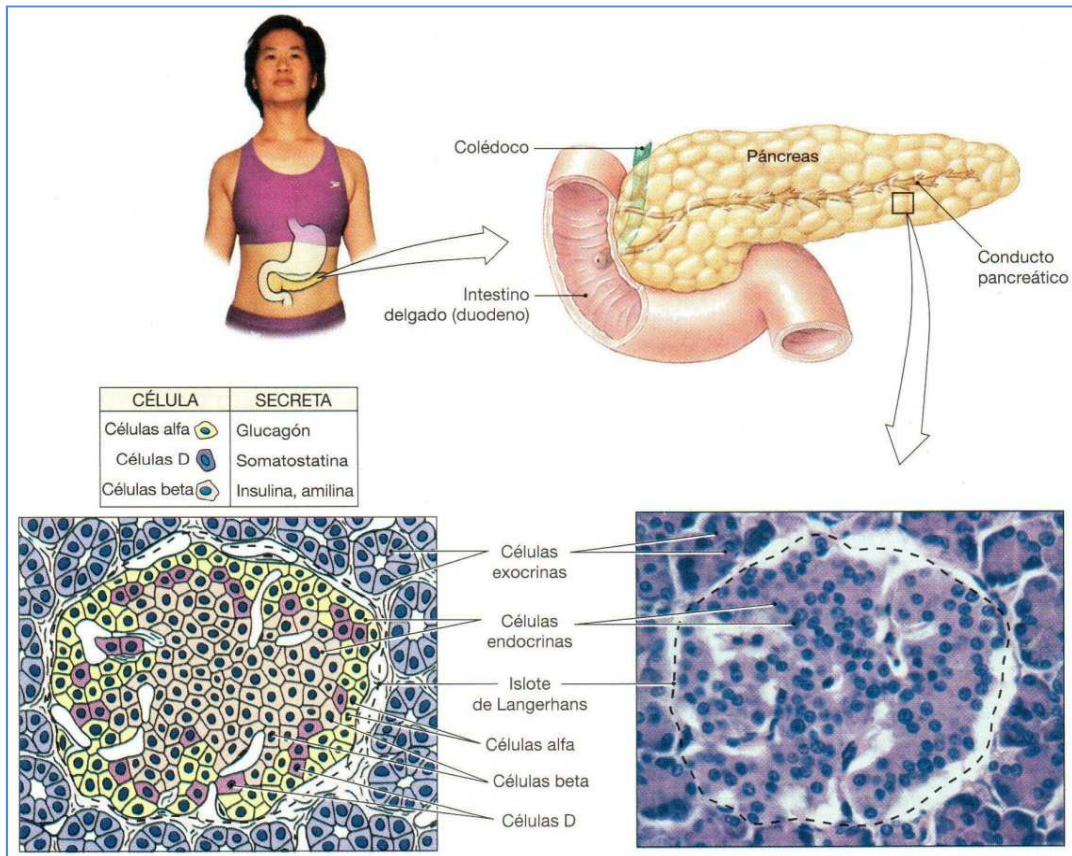 Colédoco
Páncreas
Conducto
pancreático
Intestino
delgado (duodeno)
CÉLULA SECRETA
Células alfa Glucagón
Células D Somatostatina
Células beta Insulina, amilina
Células
exocrinas
Células
endocrinas
Islote
de Langerhans
Células alfa
Células beta
Células D